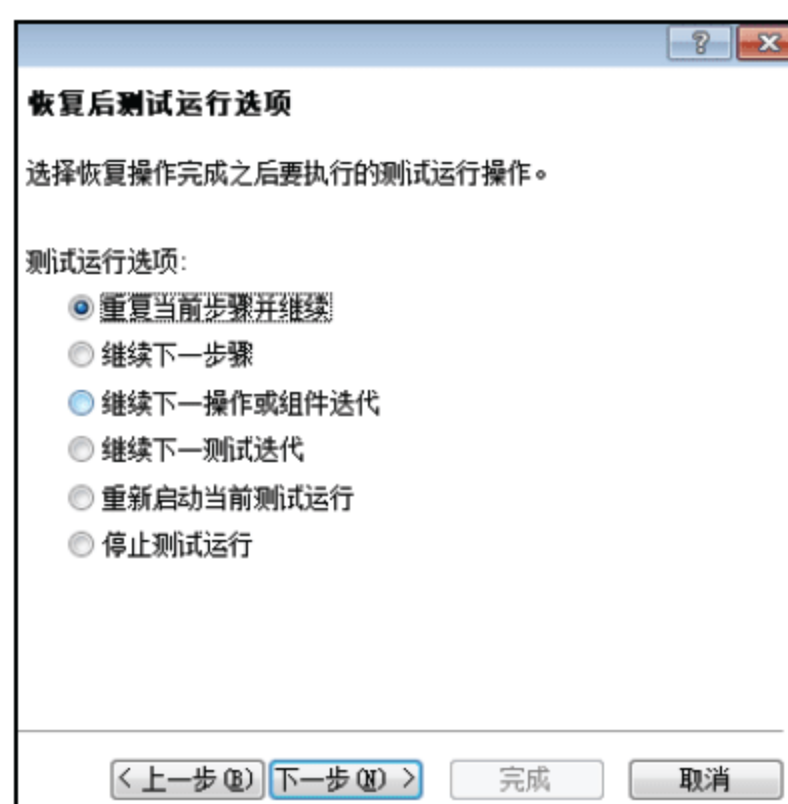 ?
恢复后测试运行选项
选择恢复操作完成之后要执行的测试运行操作。
测试运行选项:
重复当前步骤并继续
继续下一步骤
继续下一操作或组件迭代
继续下一测试迭代
重新启动当前测试运行
停止测试运行
< 上一步(B) 下一步(N) > 完成 取消